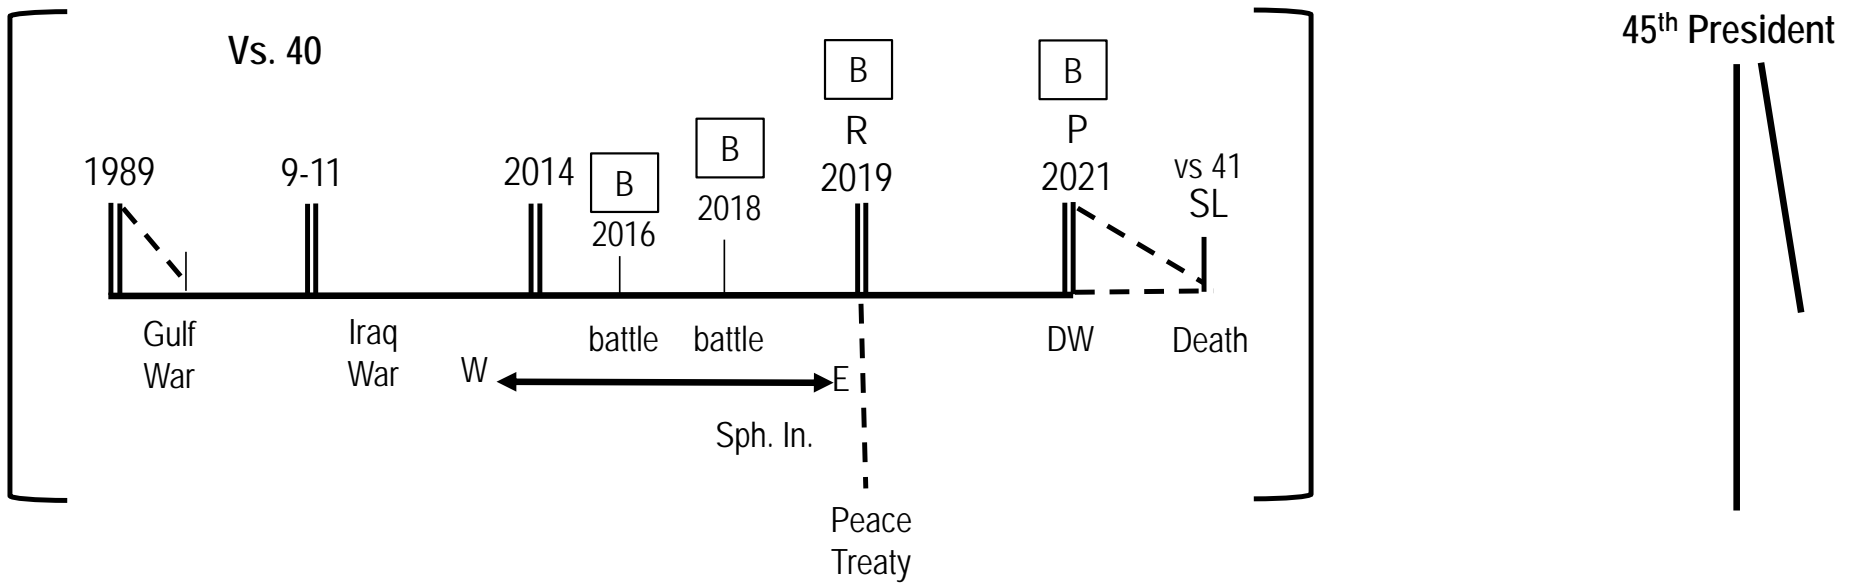 45th President
Vs. 40
B
B
R
P
B
B
1989
9-11
2014
2016
2018
2019
2021
vs 41
SL
Gulf
War
Iraq
War
battle
battle
DW
Death
W
E
Sph. In.
Peace
Treaty